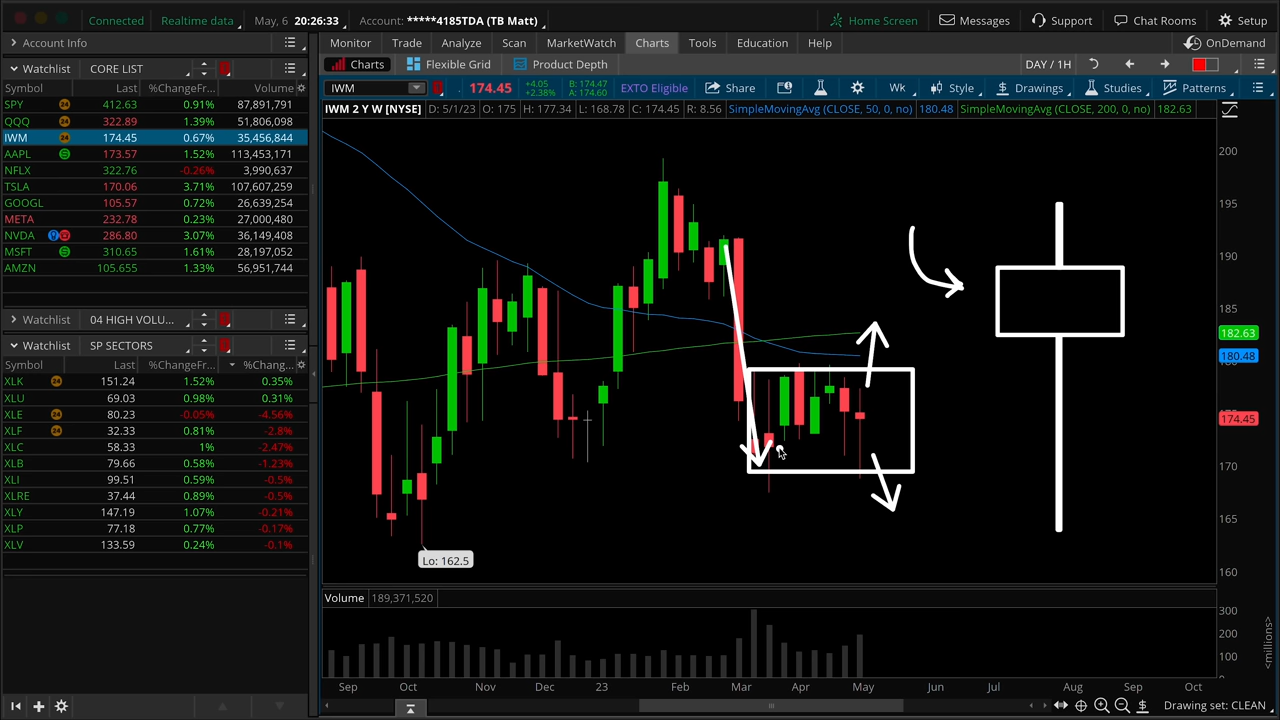 Connected Realtime data May, 6 20:26:33 Account: *****4185TDA (TB Matt) Home Screen Messages Support Chat Rooms Setup
Account Info
Monitor Trade Analyze Scan MarketWatch Charts Tools Education Help OnDemand
Watchlist CORE LIST
Charts Flexible Grid Product Depth DAY / 1H
Symbol Last %ChangeFr... Volume
IWM 174.45 +4.05 +2.38% B: 174.47 A: 174.60 EXTO Eligible Share Wk Style Drawings Studies Patterns
IWM 2 Y W [NYSE] D: 5/1/23 O: 175 H: 177.34 L: 168.78 C: 174.45 R: 8.56 SimpleMovingAvg (CLOSE, 50, 0, no) 180.48 SimpleMovingAvg (CLOSE, 200, 0, no) 182.63
SPY 24 412.63 0.91% 87,891,791
QQQ 24 322.89 1.39% 51,806,098
IWM 24 174.45 0.67% 35,456,844
AAPL 173.57 1.52% 113,453,171
NFLX 322.76 -0.26% 3,990,637
TSLA 170.06 3.71% 107,607,259
GOOGL 105.57 0.72% 26,639,254
META 232.78 0.23% 27,000,480
NVDA 286.80 3.07% 36,149,408
MSFT 310.65 1.61% 28,197,052
AMZN 105.655 1.33% 56,951,744
Watchlist 04 HIGH VOLU...
Watchlist SP SECTORS
Symbol Last %ChangeFr... %Chang...
XLK 24 151.24 1.52% 0.35%
XLU 69.03 0.98% 0.31%
XLE 24 80.23 -0.05% -4.56%
XLF 24 32.33 0.81% -2.8%
XLC 58.33 1% -2.47%
XLB 79.66 0.58% -1.23%
XLI 99.51 0.59% -0.5%
XLRE 37.44 0.89% -0.5%
XLY 147.19 1.07% -0.21%
XLP 77.18 0.77% -0.17%
XLV 133.59 0.24% -0.1%
200
195
190
185
182.63
180.48
174.45
170
165
160
Lo: 162.5
Volume 189,371,520
300
200
100
<millions>
Sep Oct Nov Dec 23 Feb Mar Apr May Jun Jul Aug Sep Oct
Drawing set: CLEAN